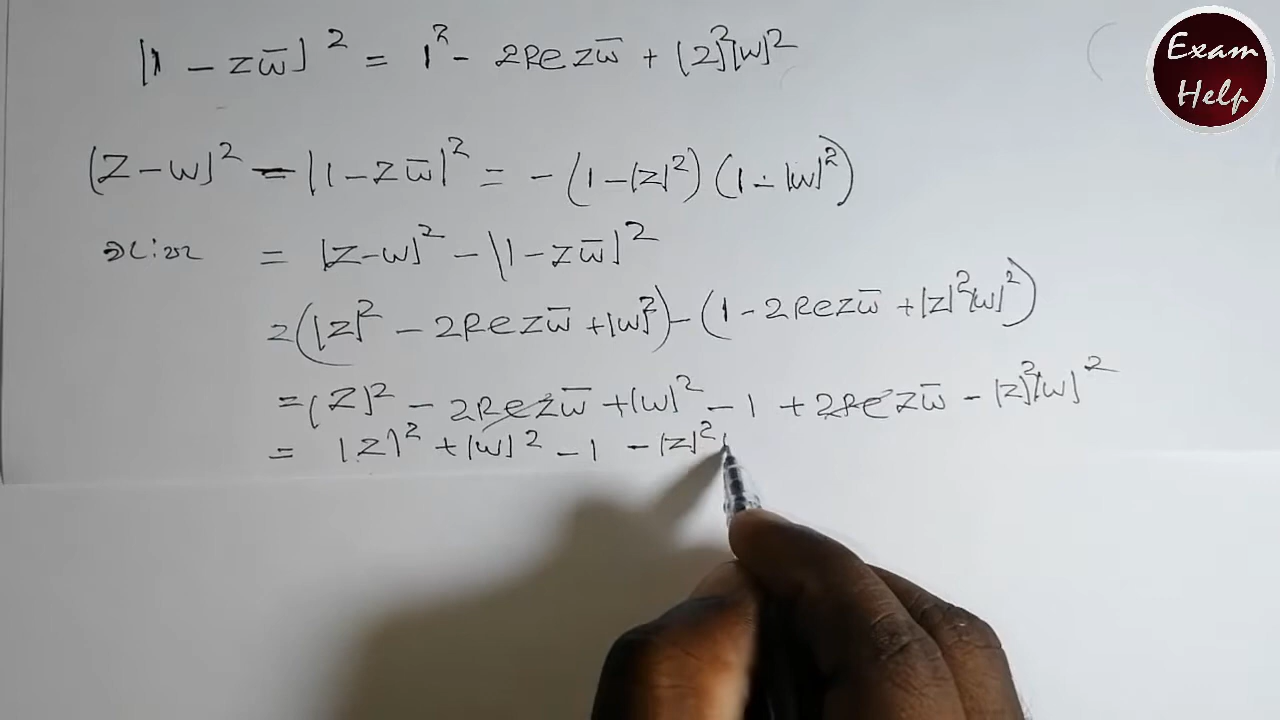 |1 - zw̅|² = 1² - 2Re zw̅ + |z|²|w|²
Exam
Help
|z-w|² - |1-zw̅|² = -(1-|z|²)(1-|w|²)
= |z-w|² - |1-zw̅|²
= (|z|² - 2Re zw̅ + |w|²) - (1 - 2Re zw̅ + |z|²|w|²)
= |z|² - 2Re zw̅ + |w|² - 1 + 2Re zw̅ - |z|²|w|²
= |z|² + |w|² - 1 - |z|²